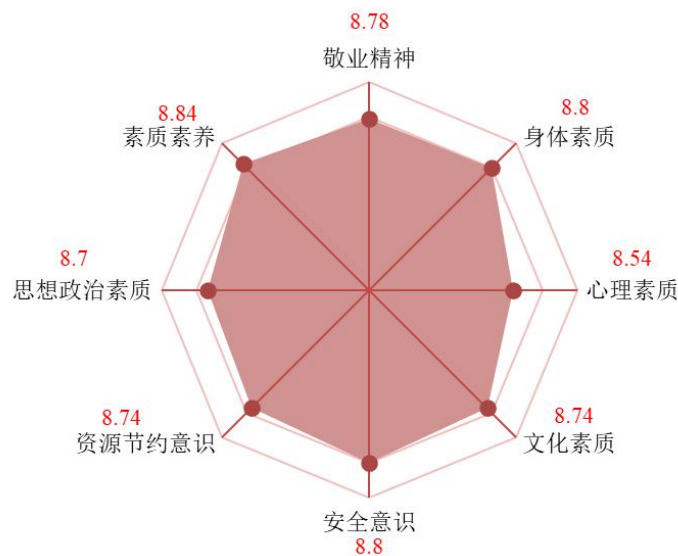 8.78
敬业精神
8.84
素质素养
8.8
身体素质
8.7
思想政治素质
8.54
心理素质
8.74
资源节约意识
8.74
文化素质
安全意识
8.8